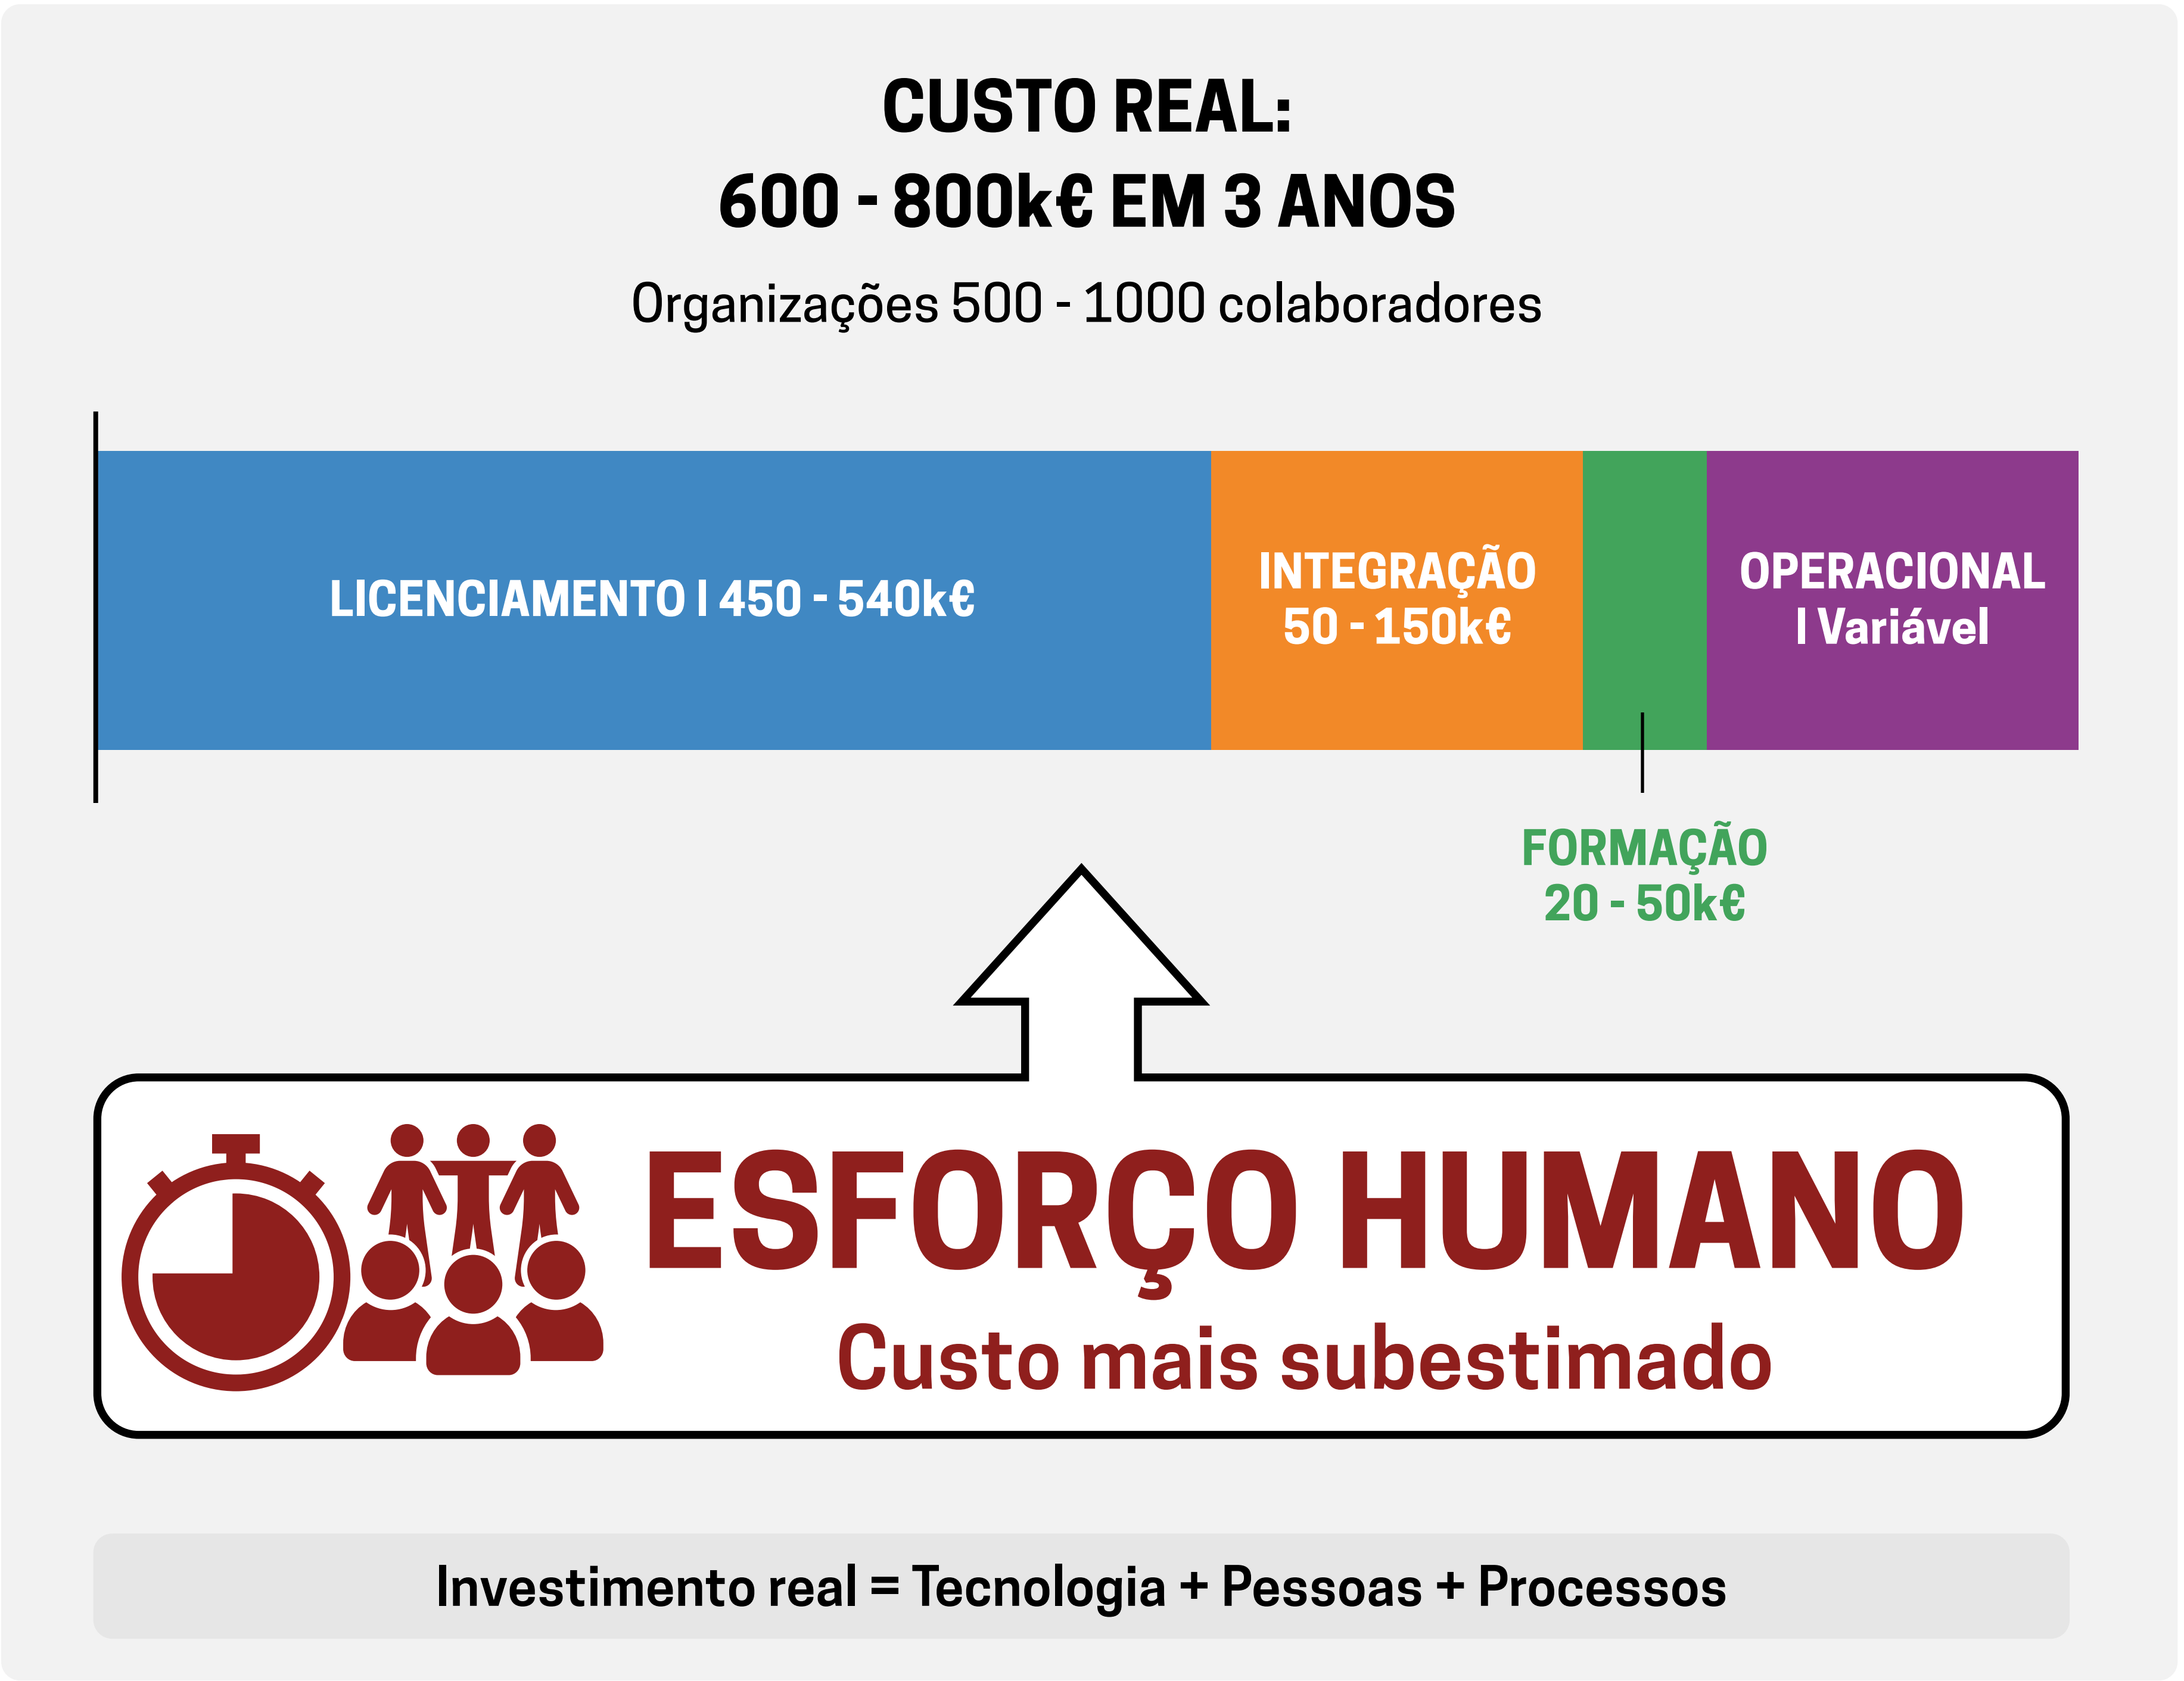 CUSTO REAL:
600 - 800k€ EM 3 ANOS
Organizações 500 - 1000 colaboradores
LICENCIAMENTO | 450 - 540k€
INTEGRAÇÃO
50 - 150k€
OPERACIONAL
| Variável
FORMAÇÃO
20 - 50k€
ESFORÇO HUMANO
Custo mais subestimado
Investimento real = Tecnologia + Pessoas + Processos